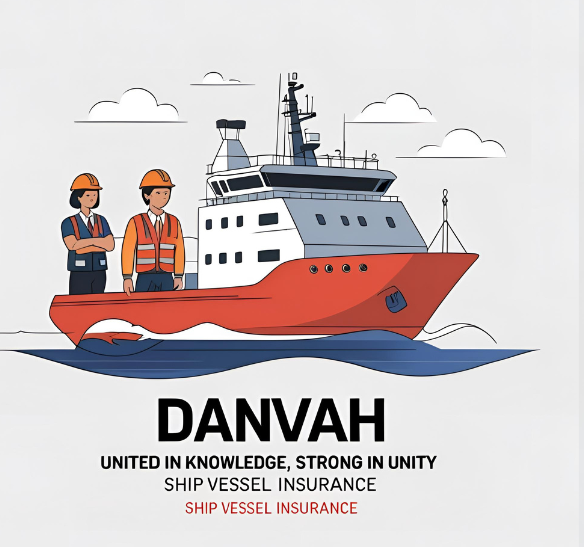 DANVAH
UNITED IN KNOWLEDGE, STRONG IN UNITY
SHIP VESSEL INSURANCE
SHIP VESSEL INSURANCE